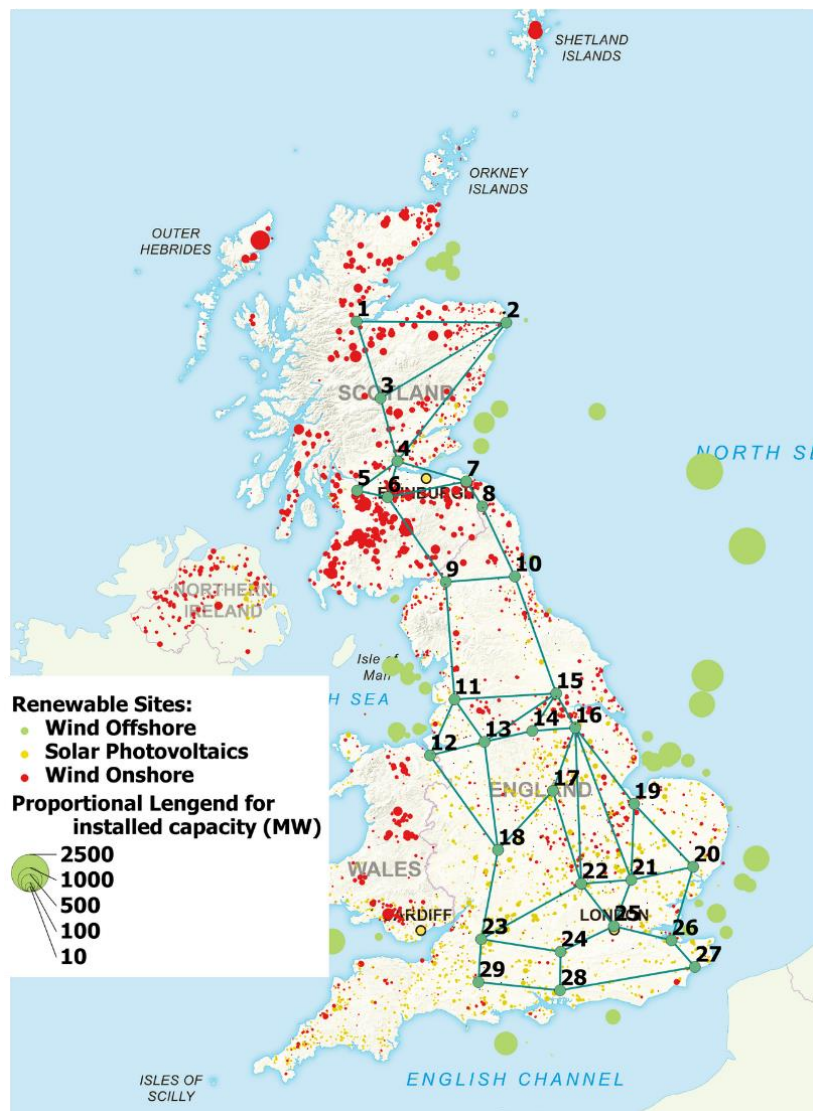 SHETLAND
ISLANDS
ORKNEY
ISLANDS
OUTER
HEBRIDES
1
2
3
SCOTLAND
NORTH SE
4
5
6
7
EDINBURGH
8
9
10
NORTHERN
IRELAND
Isle of
Man
H SEA
11
15
Renewable Sites:
Wind Offshore
Solar Photovoltaics
Wind Onshore
Proportional Lengend for
installed capacity (MW)
2500
1000
500
100
10
12
13
14
16
17
ENGLAND
19
18
WALES
20
21
22
CARDIFF
LONDON
25
23
24
26
27
29
28
ISLES OF
SCILLY
ENGLISH CHANNEL